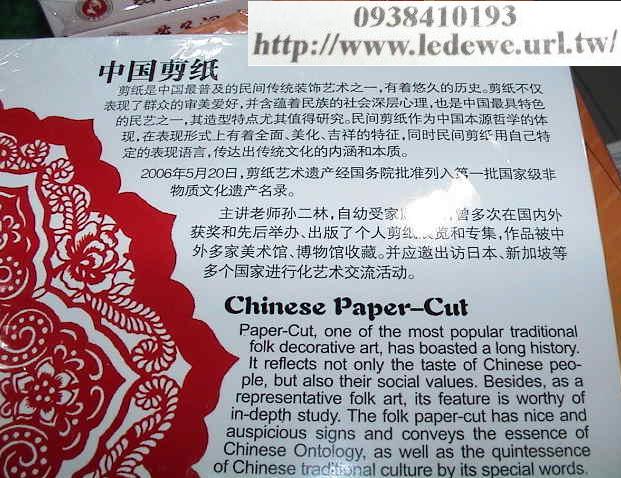 0938410193
http://www.ledewe.url.tw/
中国剪纸
剪纸是中国最普及的民间传统装饰艺术之一，有着悠久的历史。剪纸不仅
表现了群众的审美爱好，并含蕴着民族的社会深层心理，也是中国最具特色
的民艺之一，其造型特点尤其值得研究。民间剪纸作为中国本源哲学的体
现，在表现形式上有着全面、美化、吉祥的特征，同时民间剪纸用自己特
定的表现语言，传达出传统文化的内涵和本质。
2006年5月20日，剪纸艺术遗产经国务院批准列入第一批国家级非
物质文化遗产名录。
主讲老师孙二林，自幼受家 曾多次在国内外
获奖和先后举办、出版了个人剪纸 览和专集，作品被中
外多家美术馆、博物馆收藏。并应邀出访日本、新加坡等
多个国家进行化艺术交流活动。
Chinese Paper-Cut
Paper-Cut, one of the most popular traditional
folk decorative art, has boasted a long history.
It reflects not only the taste of Chinese peo-
ple, but also their social values. Besides, as a
representative folk art, its feature is worthy of
in-depth study. The folk paper-cut has nice and
auspicious signs and conveys the essence of
Chinese Ontology, as well as the quintessence
of Chinese traditional culture by its special words.